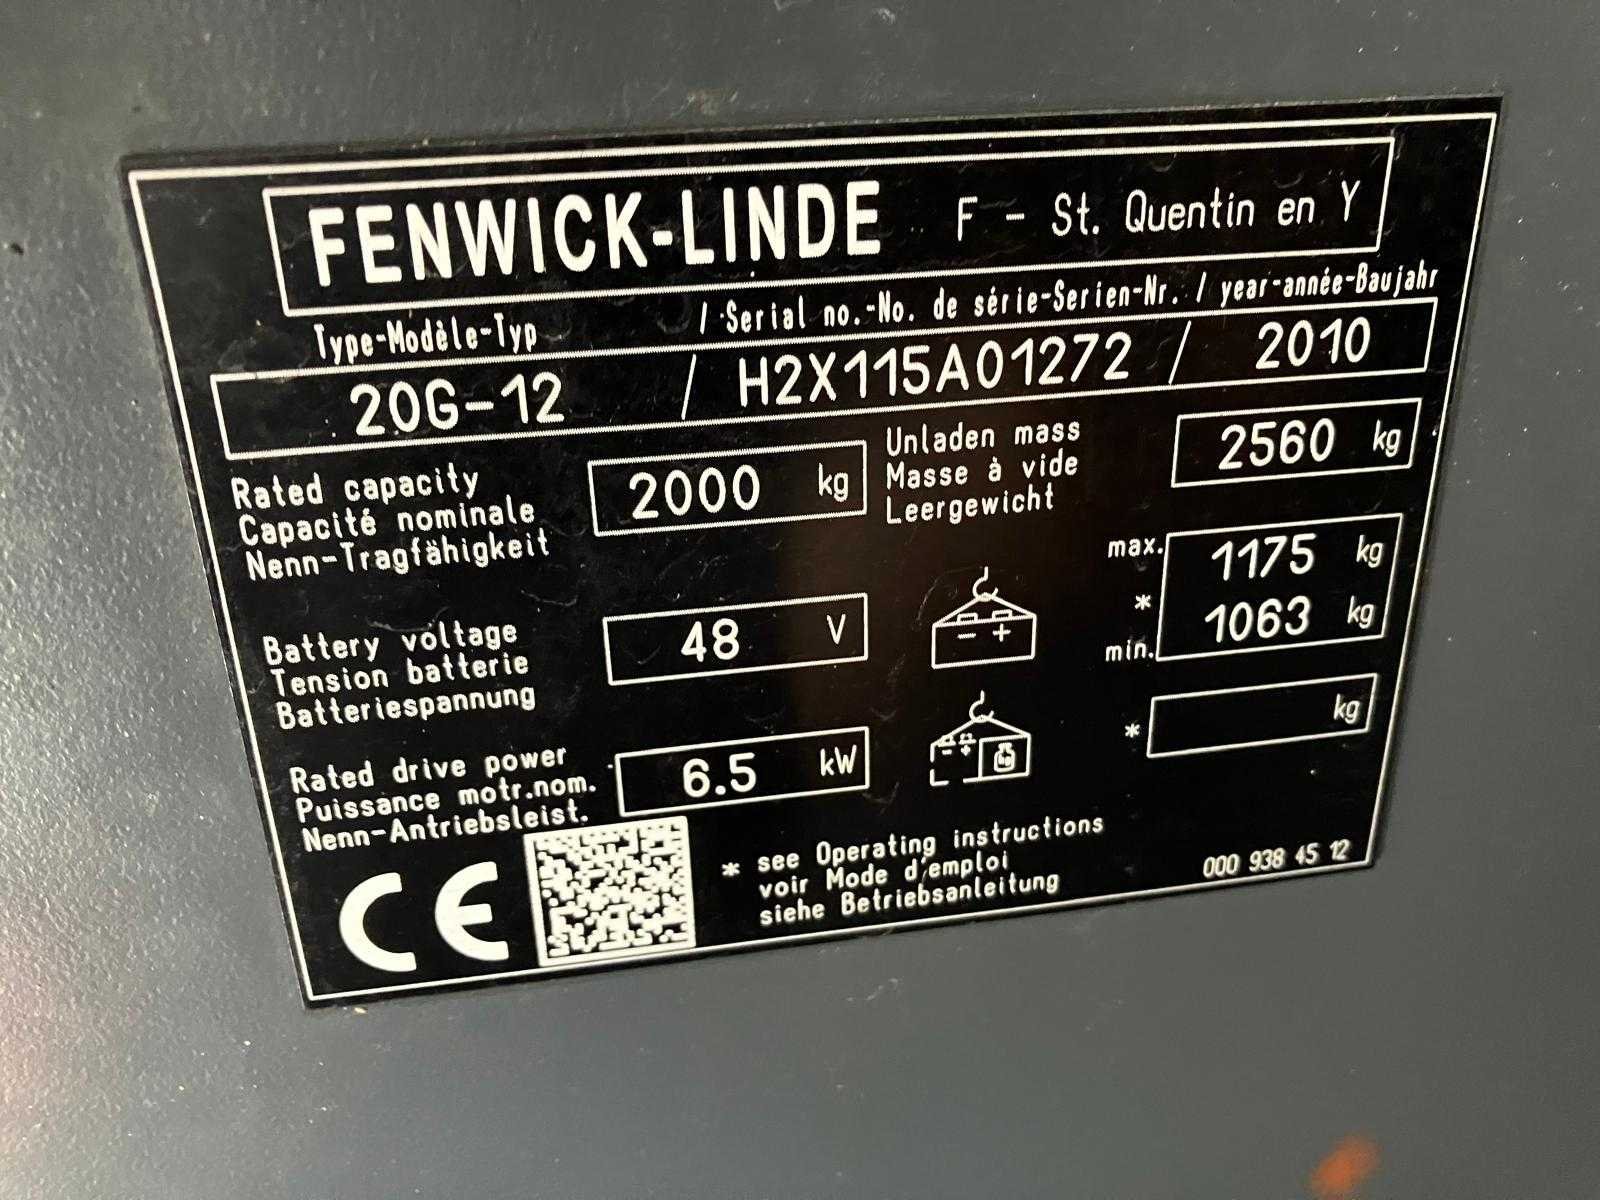 FENWICK-LINDE F - St. Quentin en Y
Type-Modèle-Typ / Serial no.-No. de série-Serien-Nr. / year-année-Baujahr
20G-12 / H2X115A01272 / 2010
Rated capacity
Capacité nominale
Nenn-Tragfähigkeit
2000 kg
Unladen mass
Masse à vide
Leergewicht
2560 kg
Battery voltage
Tension batterie
Batteriespannung
48 V
- +
max. 1175 kg
*
min. 1063 kg
Rated drive power
Puissance motr.nom.
Nenn-Antriebsleist.
6.5 kW
- +
kg
* kg
CE
* see Operating instructions
voir Mode d'emploi
siehe Betriebsanleitung
000 938 45 12